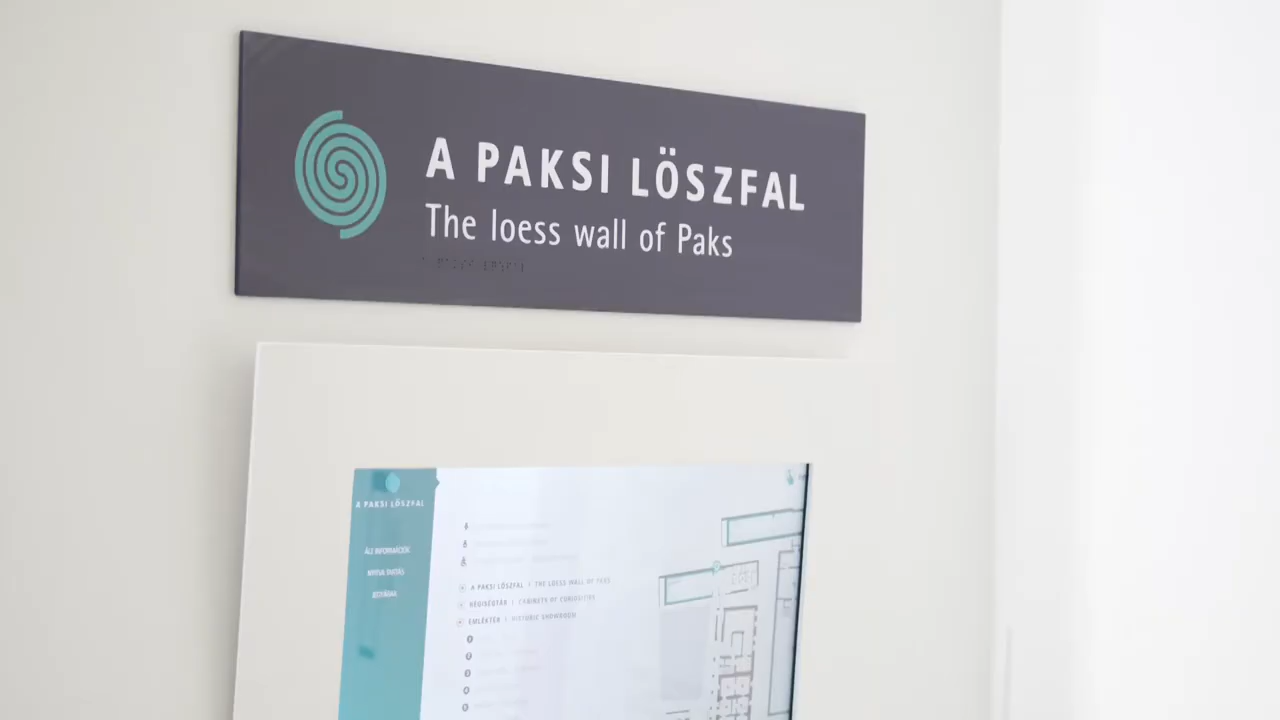 A PAKSI LÖSZFAL
The loess wall of Paks
A PAKSI LÖSZFAL
A PAKSI LÖSZFAL | THE LOESS WALL OF PAKS
RÉGISÉGTÁR | CABINETS OF CURIOSITIES
EMLÉKTÉR | HISTORIC SHOWROOM